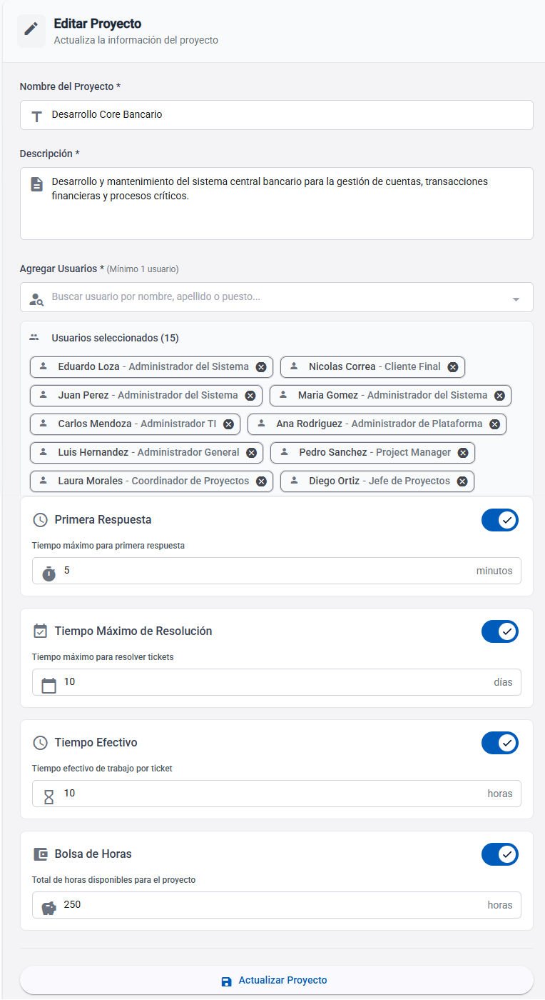 Editar Proyecto
Actualiza la información del proyecto
Nombre del Proyecto *
Desarrollo Core Bancario
Descripción *
Desarrollo y mantenimiento del sistema central bancario para la gestión de cuentas, transacciones
financieras y procesos críticos.
Agregar Usuarios * (Mínimo 1 usuario)
Buscar usuario por nombre, apellido o puesto...
Usuarios seleccionados (15)
Eduardo Loza - Administrador del Sistema Nicolas Correa - Cliente Final
Juan Perez - Administrador del Sistema Maria Gomez - Administrador del Sistema
Carlos Mendoza - Administrador TI Ana Rodriguez - Administrador de Plataforma
Luis Hernandez - Administrador General Pedro Sanchez - Project Manager
Laura Morales - Coordinador de Proyectos Diego Ortiz - Jefe de Proyectos
Primera Respuesta
Tiempo máximo para primera respuesta
5 minutos
Tiempo Máximo de Resolución
Tiempo máximo para resolver tickets
10 días
Tiempo Efectivo
Tiempo efectivo de trabajo por ticket
10 horas
Bolsa de Horas
Total de horas disponibles para el proyecto
250 horas
Actualizar Proyecto